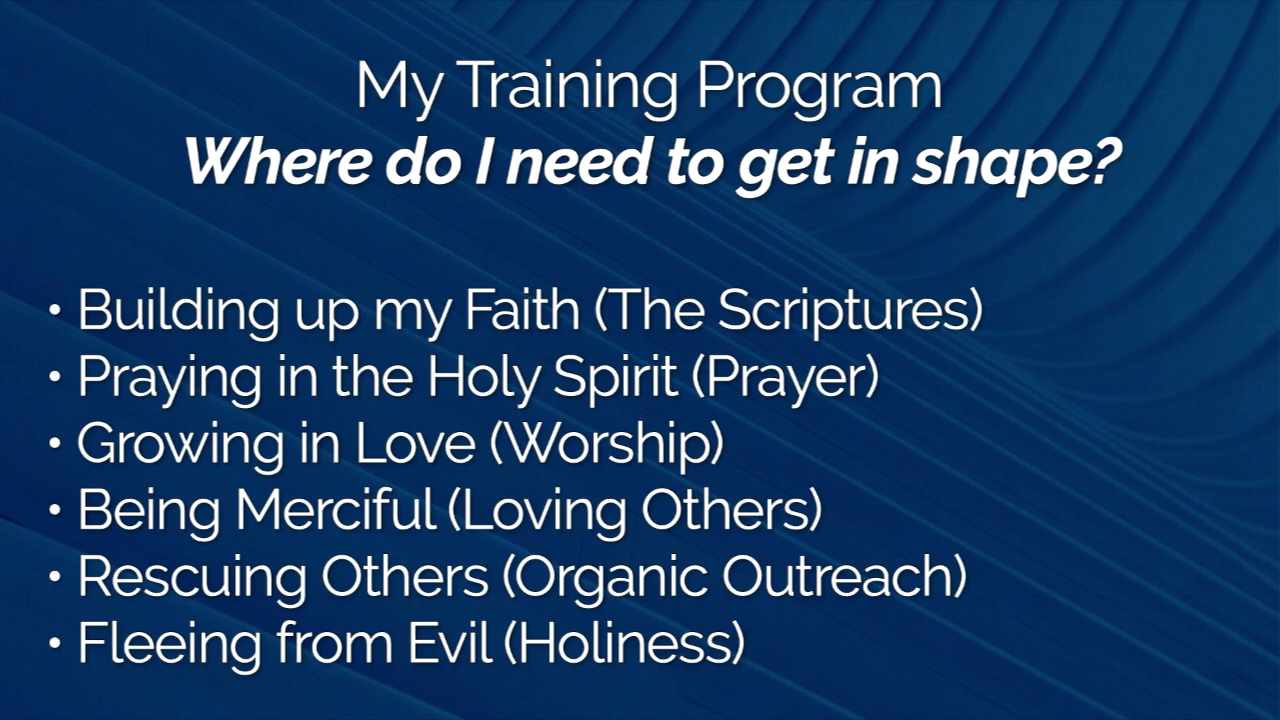 My Training Program
Where do I need to get in shape?
• Building up my Faith (The Scriptures)
• Praying in the Holy Spirit (Prayer)
• Growing in Love (Worship)
• Being Merciful (Loving Others)
• Rescuing Others (Organic Outreach)
• Fleeing from Evil (Holiness)